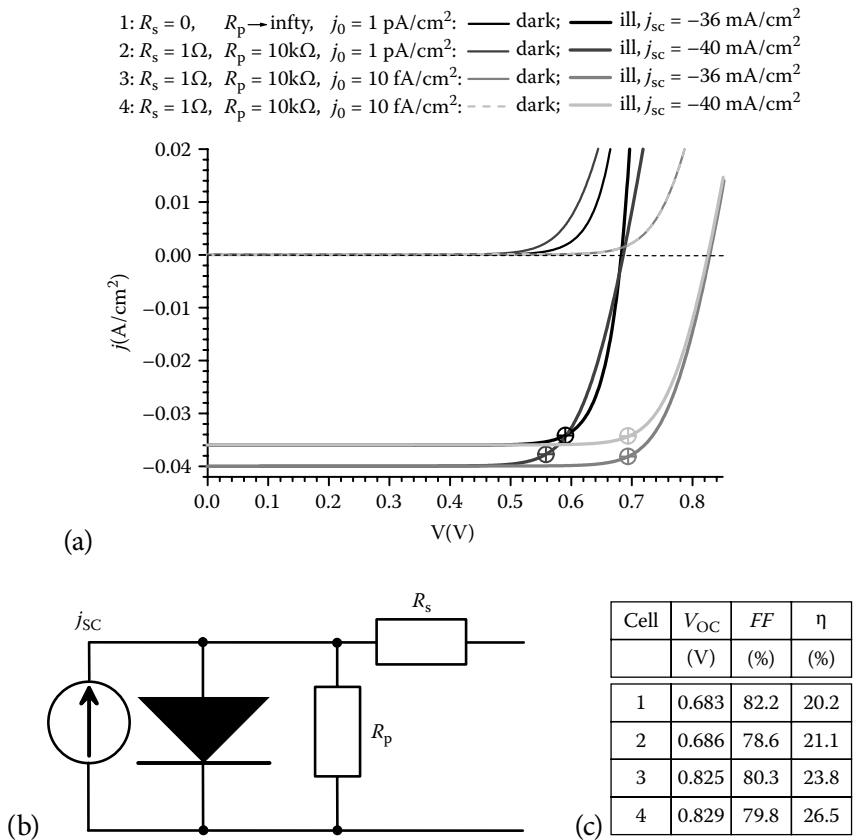 1: Rs = 0, Rp → infty, j0 = 1 pA/cm2: dark; ill, jsc = −36 mA/cm2
2: Rs = 1Ω, Rp = 10kΩ, j0 = 1 pA/cm2: dark; ill, jsc = −40 mA/cm2
3: Rs = 1Ω, Rp = 10kΩ, j0 = 10 fA/cm2: dark; ill, jsc = −36 mA/cm2
4: Rs = 1Ω, Rp = 10kΩ, j0 = 10 fA/cm2: dark; ill, jsc = −40 mA/cm2
0.02
0.01
0.00
−0.01
−0.02
−0.03
−0.04
j(A/cm2)
0.0 0.1 0.2 0.3 0.4 0.5 0.6 0.7 0.8
V(V)
(a)
jSC
Rs
Rp
(b)
Cell VOC FF η
(V) (%) (%)
1 0.683 82.2 20.2
2 0.686 78.6 21.1
3 0.825 80.3 23.8
4 0.829 79.8 26.5
(c)